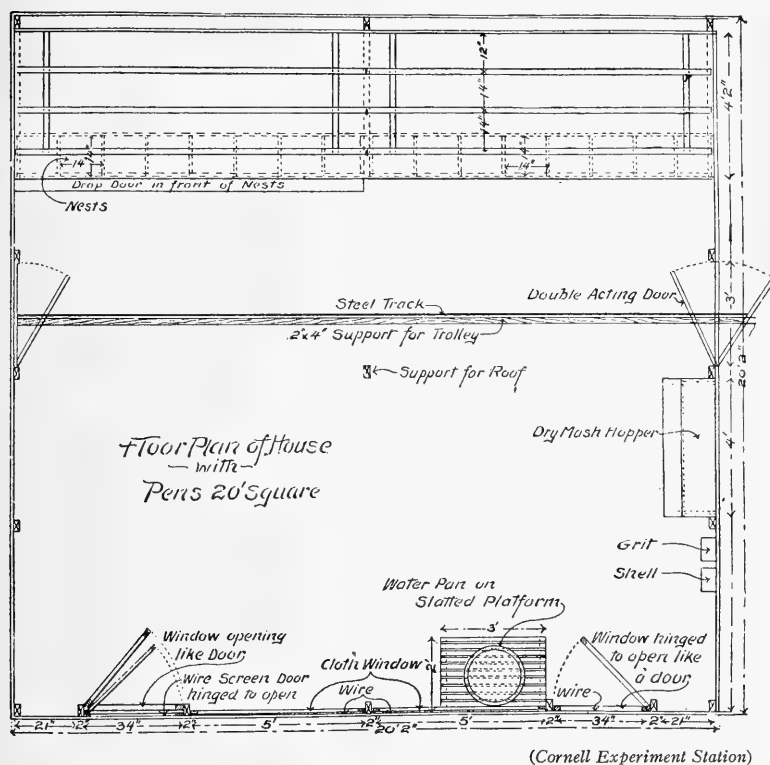 12"
14"
14"
4'2"
14"
14"
14"
14"
Drop Door in front of Nests
Nests
Steel Track
Double Acting Door
3'
2"x4" Support for Trolley
20'3"
Support for Roof
Floor Plan of House
—with—
Pens 20' Square
Dry Mash Hopper
4'
Grit
Shell
Water Pan on
Slatted Platform
3'
2'
Window opening
like Door
Wire Screen Door
hinged to open
Cloth Window
Wire
Window hinged
to open like
a door
Wire
21" 2" 34" 2" 5' 2" 5' 2" 34" 2" 21"
20'2"
(Cornell Experiment Station)